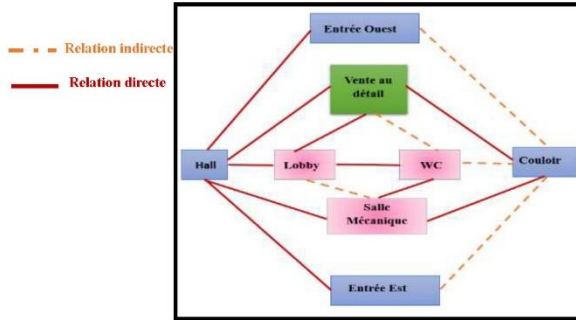 Relation indirecte
Relation directe
Entrée Ouest
Vente au
détail
Hall
Lobby
WC
Couloir
Salle
Mécanique
Entrée Est